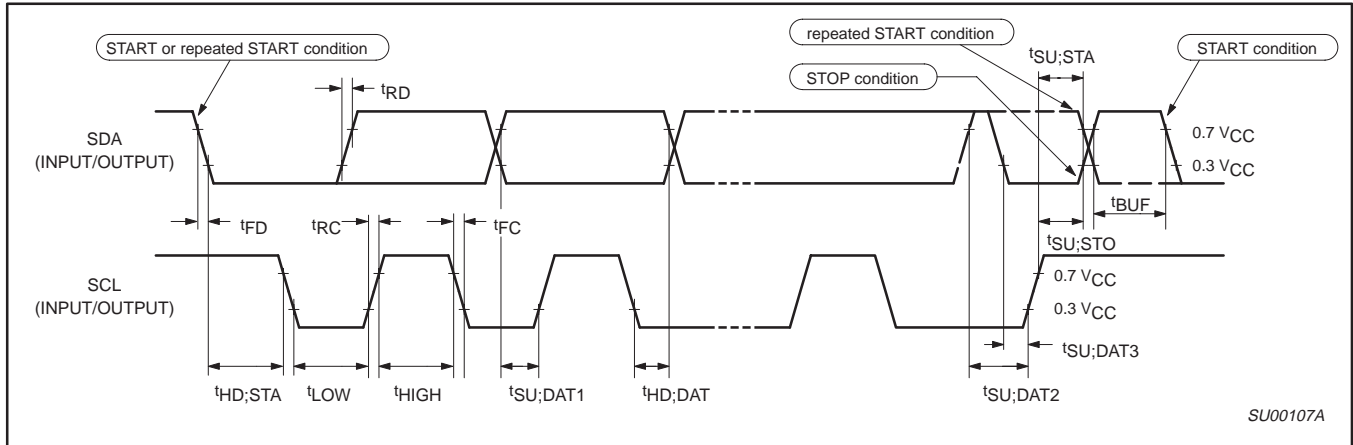 START or repeated START condition
repeated START condition
START condition
tSU;STA
STOP condition
tRD
SDA
(INPUT/OUTPUT)
0.7 VCC
0.3 VCC
tFD
tRC
tFC
tBUF
tSU;STO
SCL
(INPUT/OUTPUT)
0.7 VCC
0.3 VCC
tSU;DAT3
tHD;STA
tLOW
tHIGH
tSU;DAT1
tHD;DAT
tSU;DAT2
SU00107A